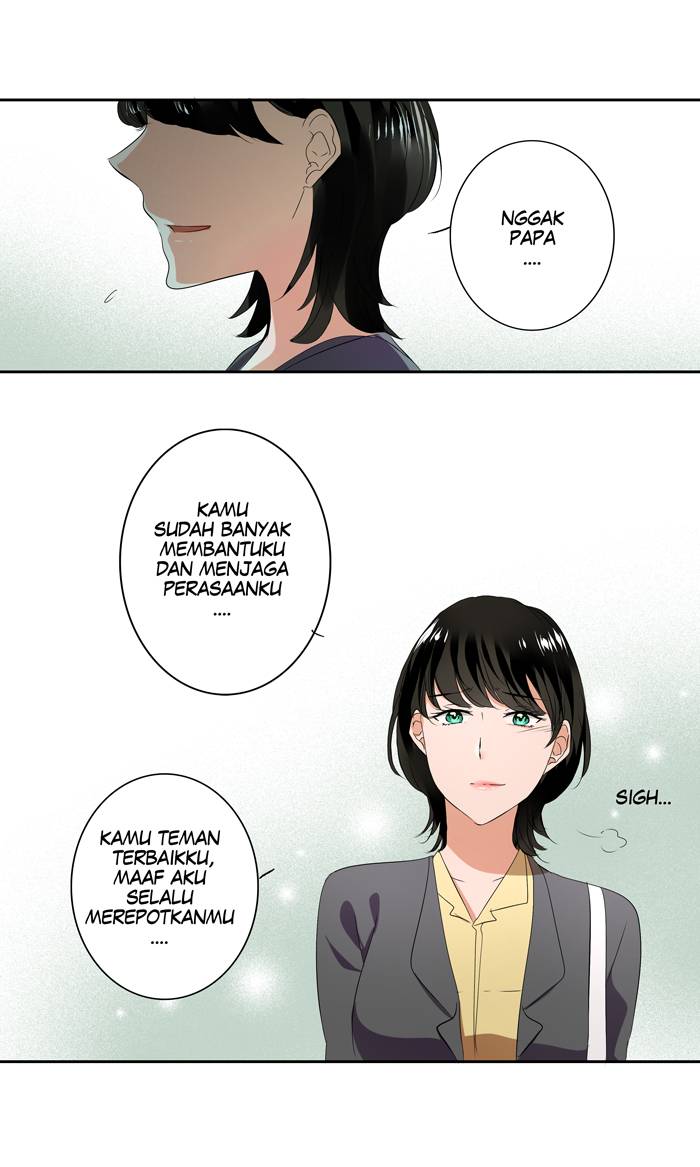 NGGAK
PAPA
....
KAMU
SUDAH BANYAK
MEMBANTUKU
DAN MENJAGA
PERASAANKU
....
SIGH...
KAMU TEMAN
TERBAIKKU,
MAAF AKU
SELALU
MEREPOTKANMU
....